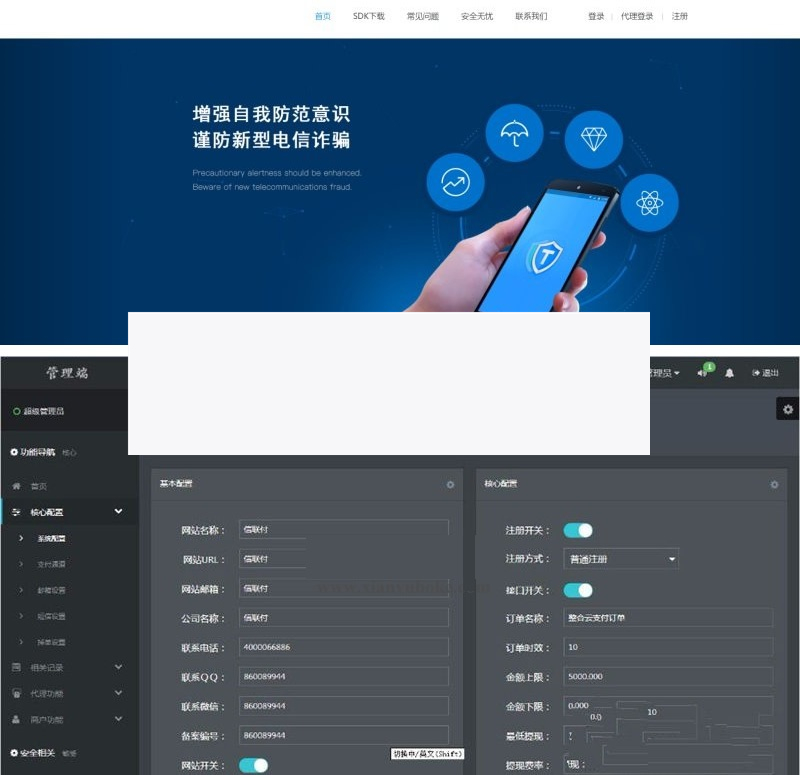 首页 SDK下载 常见问题 安全无忧 联系我们 登录 代理登录 注册
增强自我防范意识
谨防新型电信诈骗
Precautionary alertness should be enhanced.
Beware of new telecommunications fraud.
T
管理端
管理员 1 退出
超级管理员
功能导航 核心
首页
核心配置
系统配置
支付通道
邮箱设置
短信设置
相关记录
代理功能
商户功能
安全相关 敏感
基本配置
网站名称： 信联付
网站URL： 信联付
网站邮箱： 信联付
公司名称： 信联付
联系电话： 4000066886
联系QQ： 860089944
联系微信： 860089944
备案编号： 860089944
网站开关：
切换中/英文(Shift)
核心配置
注册开关：
注册方式： 普通注册
接口开关：
订单名称： 整合云支付订单
订单时效： 10
金额上限： 5000.000
金额下限： 0.000
10
最低提现：
提现费率：